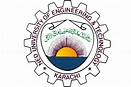 NED UNIVERSITY OF ENGINEERING & TECHNOLOGY
KARACHI